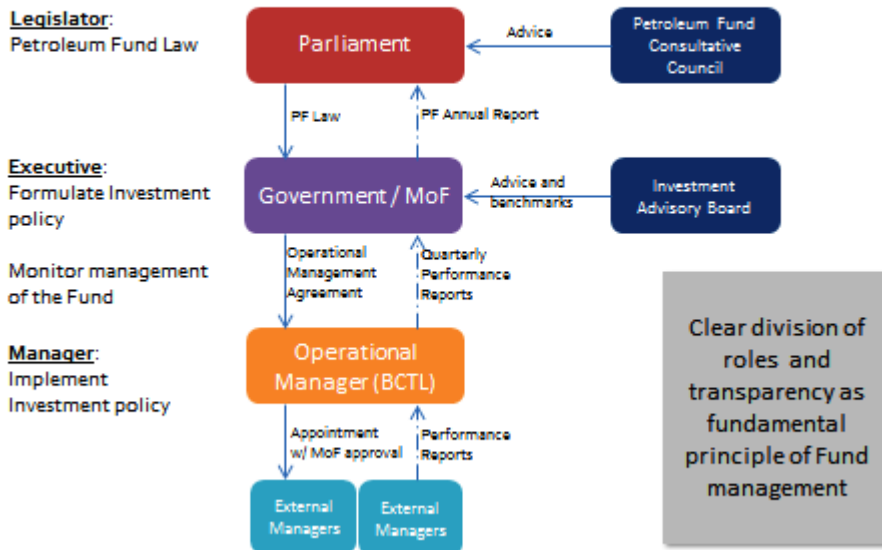 Legislator:
Petroleum Fund Law
Parliament
Advice
Petroleum Fund
Consultative
Council
PF Law
PF Annual Report
Executive:
Formulate Investment
policy
Monitor management
of the Fund
Government / MoF
Advice and
benchmarks
Investment
Advisory Board
Operational
Management
Agreement
Quarterly
Performance
Reports
Manager:
Implement
Investment policy
Operational
Manager (BCTL)
Appointment
w/ MoF approval
Performance
Reports
External
Managers
External
Managers
Clear division of
roles and
transparency as
fundamental
principle of Fund
management